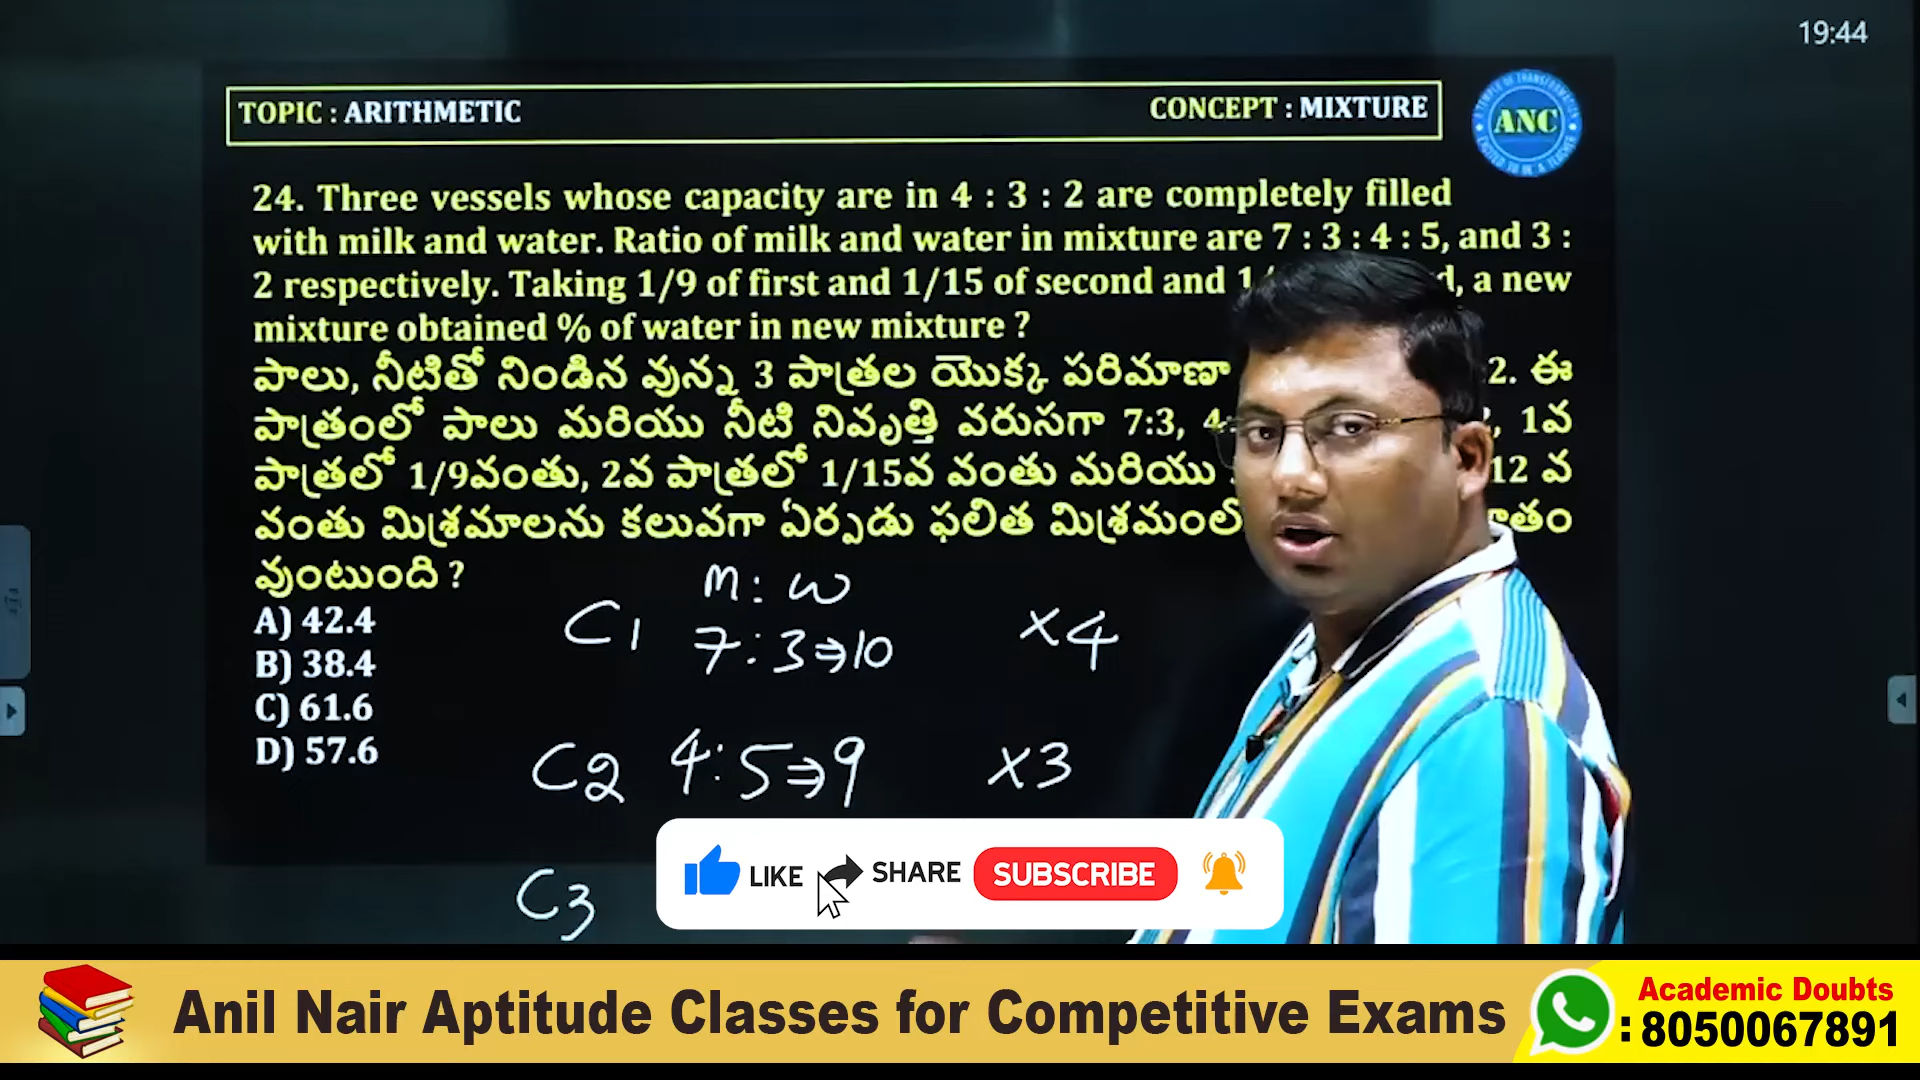 19:44
TOPIC : ARITHMETIC CONCEPT : MIXTURE
ANC
24. Three vessels whose capacity are in 4 : 3 : 2 are completely filled
with milk and water. Ratio of milk and water in mixture are 7 : 3 : 4 : 5, and 3 :
2 respectively. Taking 1/9 of first and 1/15 of second and a new
mixture obtained % of water in new mixture ?
పాలు, నీటితో నిండిన వున్న 3 పాత్రల యొక్క పరిమాణా 2. ఈ
పాత్రంలో పాలు మరియు నీటి నివృత్తి వరుసగా 7:3, 1వ
పాత్రలో 1/9వంతు, 2వ పాత్రలో 1/15వ వంతు మరియు 12 వ
వంతు మిశ్రమాలను కలువగా ఏర్పడు ఫలిత
వుంటుంది ?
A) 42.4
B) 38.4
C) 61.6
D) 57.6
M : W
C1 7 : 3 ⇒ 10 ×4
C2 4 : 5 ⇒ 9 ×3
C3
LIKE SHARE SUBSCRIBE
Anil Nair Aptitude Classes for Competitive Exams
Academic Doubts
: 8050067891